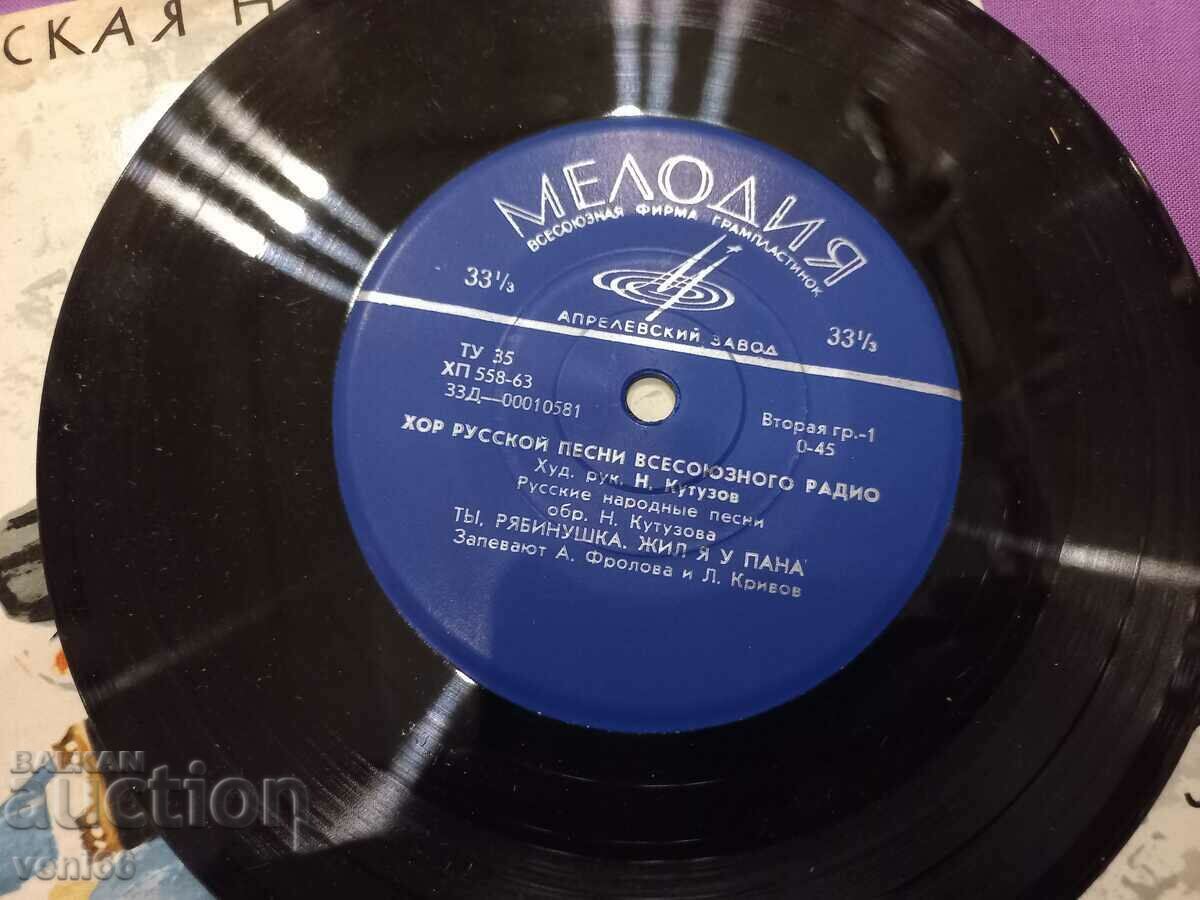 СКАЯ Н
МЕЛОДИЯ
ВСЕСОЮЗНАЯ ФИРМА ГРАМПЛАСТИНОК
33⅓
33⅓
АПРЕЛЕВСКИЙ ЗАВОД
ТУ 35
ХП 558-63
33Д—00010581
Вторая гр.-1
0-45
ХОР РУССКОЙ ПЕСНИ ВСЕСОЮЗНОГО РАДИО
Худ. рук. Н. Кутузов
Русские народные песни
обр. Н. Кутузова
ТЫ, РЯБИНУШКА. ЖИЛ Я У ПАНА
Запевают А. Фролова и Л. Кривов
BALKAN
auction
veni66